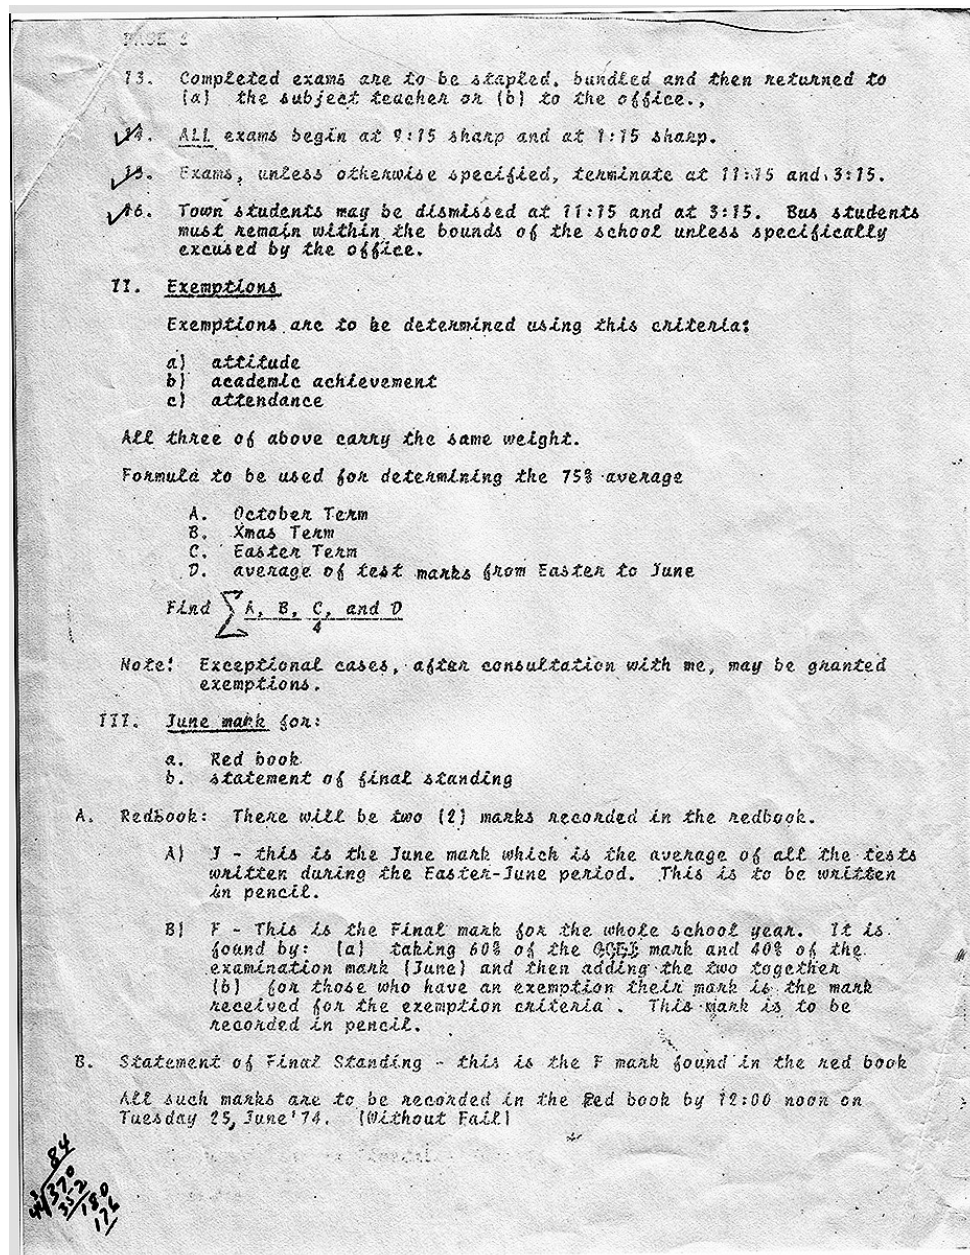 PAGE 2
13. Completed exams are to be stapled, bundled and then returned to
(a) the subject teacher or (b) to the office.,
14. ALL exams begin at 9:15 sharp and at 1:15 sharp.
15. Exams, unless otherwise specified, terminate at 11:15 and 3:15.
16. Town students may be dismissed at 11:15 and at 3:15. Bus students
must remain within the bounds of the school unless specifically
excused by the office.
II. Exemptions
Exemptions are to be determined using this criteria:
a) attitude
b) academic achievement
c) attendance
All three of above carry the same weight.
Formula to be used for determining the 75% average
A. October Term
B. Xmas Term
C. Easter Term
D. average of test marks from Easter to June
Find ∑ A, B, C, and D
4
Note: Exceptional cases, after consultation with me, may be granted
exemptions.
III. June mark for:
a. Red book
b. statement of final standing
A. Redbook: There will be two (2) marks recorded in the redbook.
A) J - this is the June mark which is the average of all the tests
written during the Easter-June period. This is to be written
in pencil.
B) F - This is the Final mark for the whole school year. It is
found by: (a) taking 60% of the mark and 40% of the
examination mark (June) and then adding the two together
(b) for those who have an exemption their mark is the mark
received for the exemption criteria. This mark is to be
recorded in pencil.
B. Statement of Final Standing - this is the F mark found in the red book
All such marks are to be recorded in the Red book by 12:00 noon on
Tuesday 25, June '74. (Without Fail)
84
44/370
352
180
176